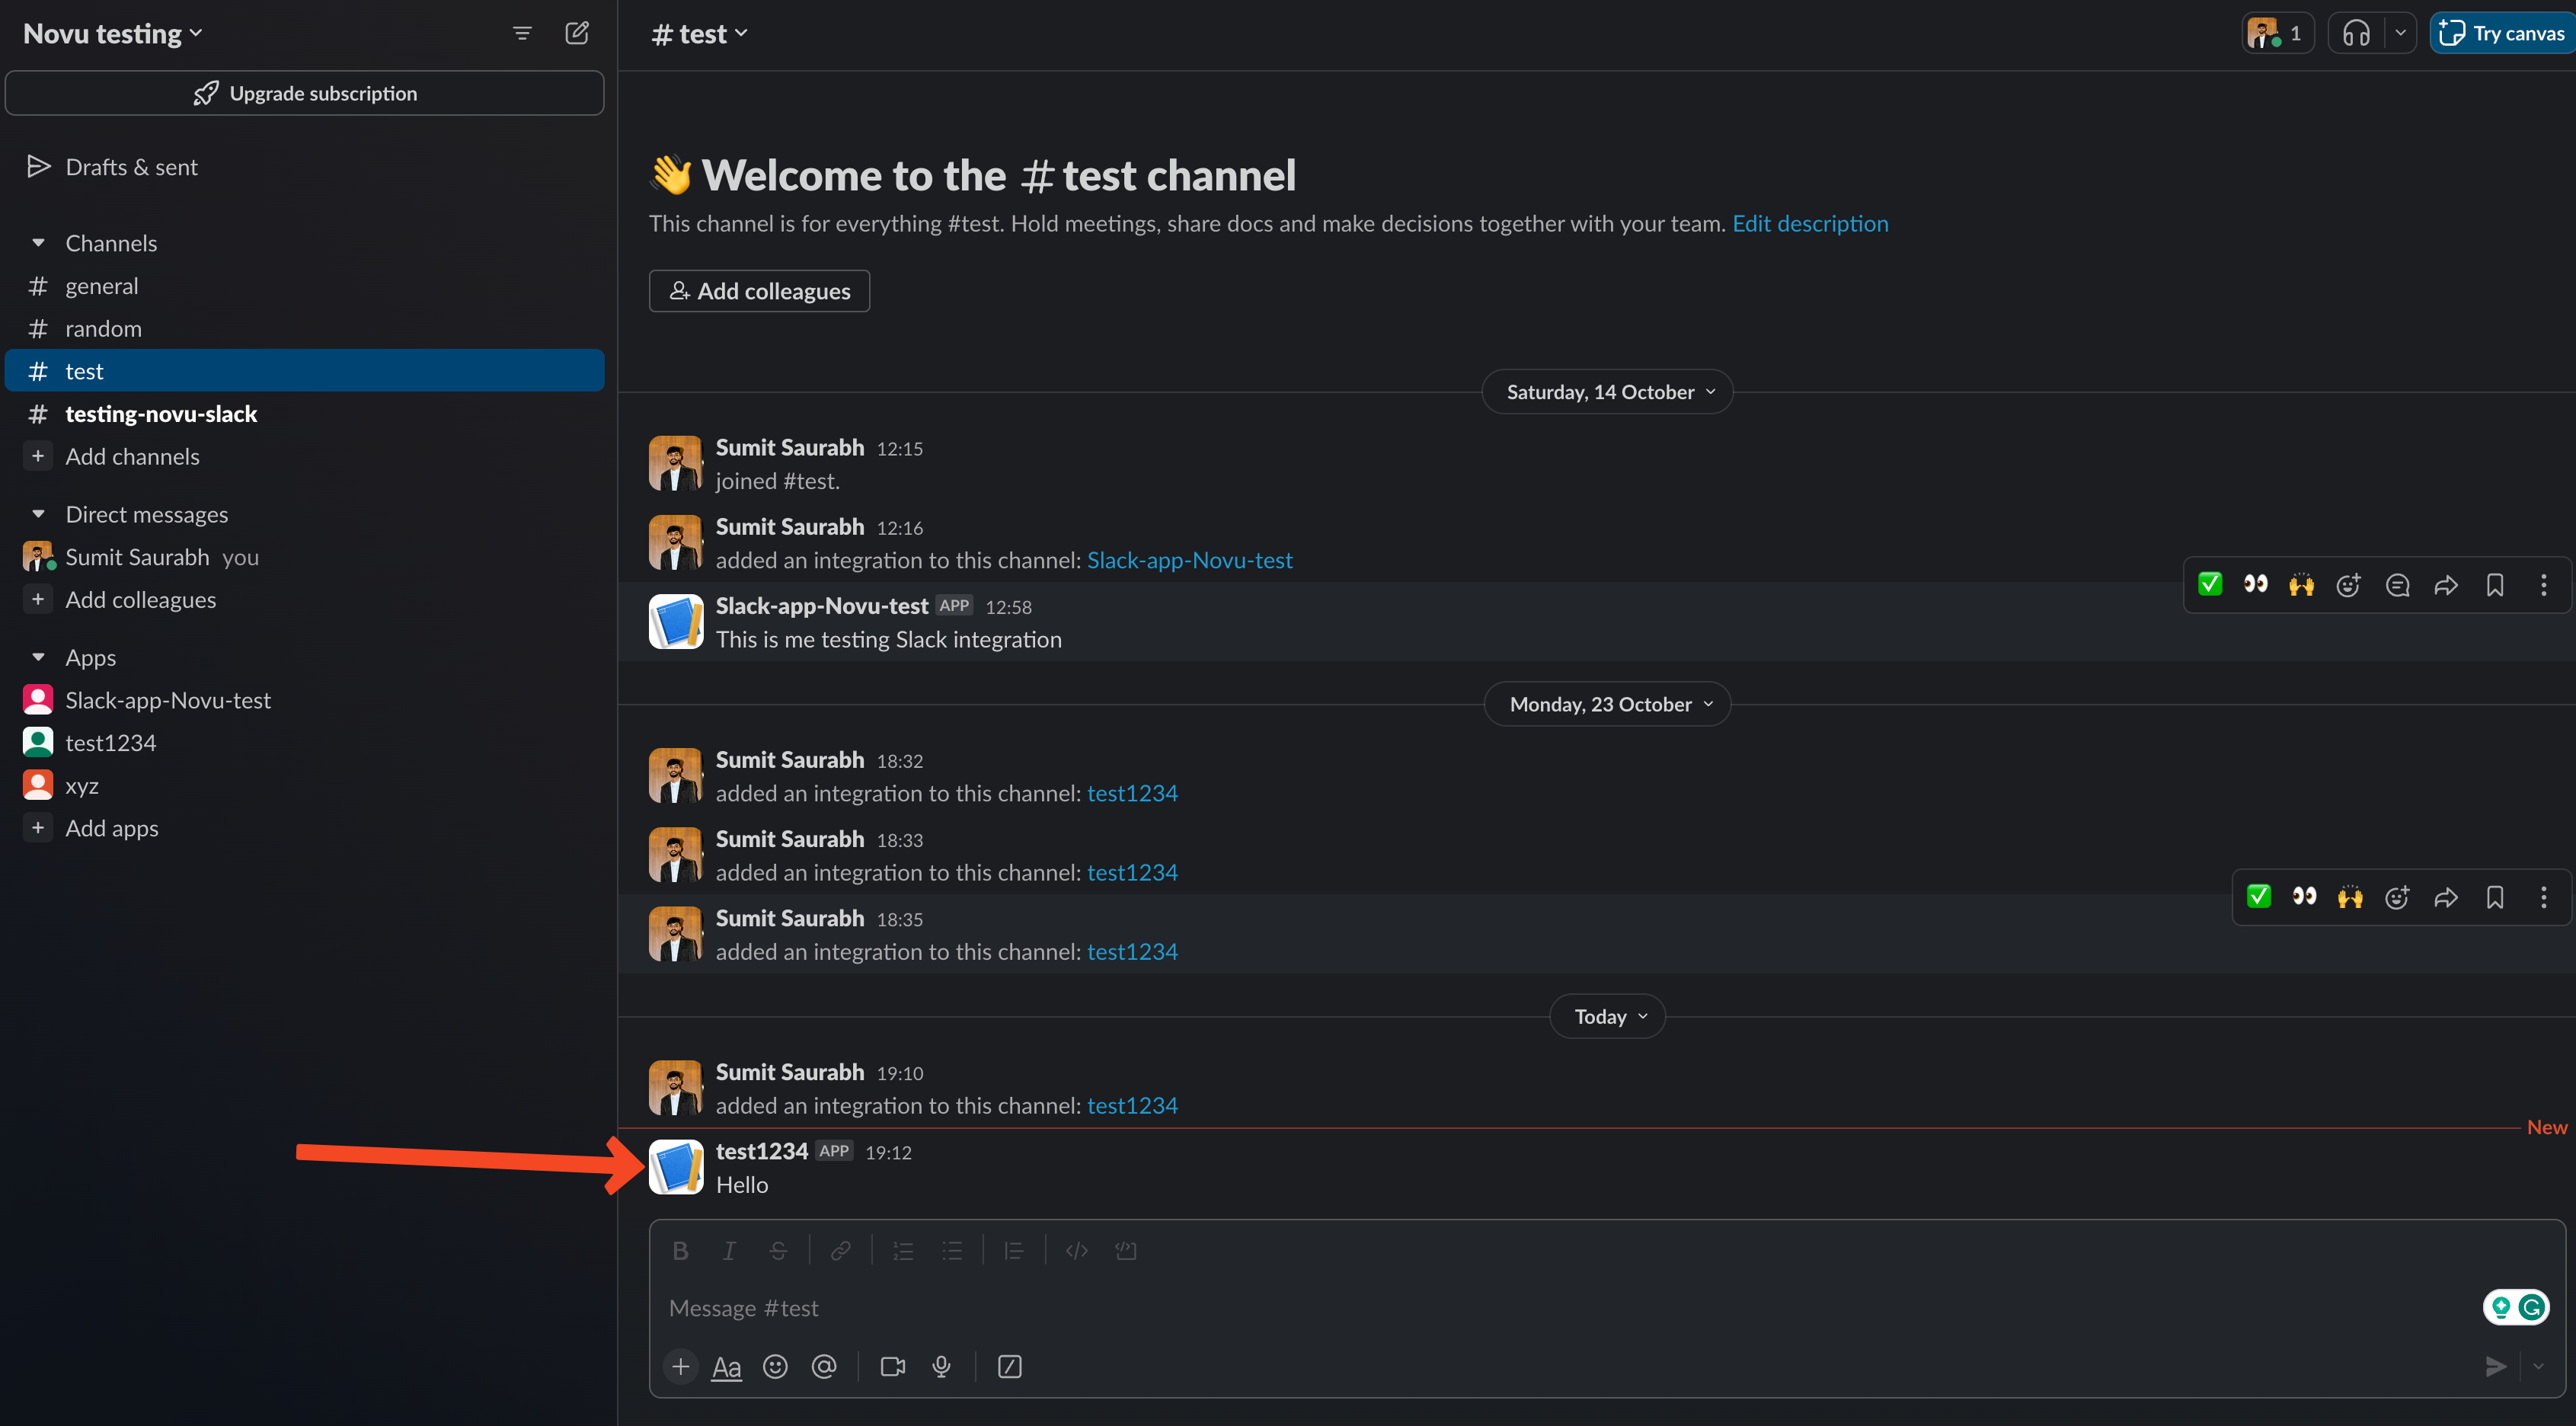 Novu testing
Upgrade subscription
Drafts & sent
Channels
# general
# random
# test
# testing-novu-slack
+ Add channels
Direct messages
Sumit Saurabh you
+ Add colleagues
Apps
Slack-app-Novu-test
test1234
xyz
+ Add apps
# test
1
Try canvas
👋 Welcome to the # test channel
This channel is for everything #test. Hold meetings, share docs and make decisions together with your team. Edit description
Add colleagues
Saturday, 14 October
Sumit Saurabh 12:15
joined #test.
Sumit Saurabh 12:16
added an integration to this channel: Slack-app-Novu-test
Slack-app-Novu-test APP 12:58
This is me testing Slack integration
Monday, 23 October
Sumit Saurabh 18:32
added an integration to this channel: test1234
Sumit Saurabh 18:33
added an integration to this channel: test1234
Sumit Saurabh 18:35
added an integration to this channel: test1234
Today
Sumit Saurabh 19:10
added an integration to this channel: test1234
New
test1234 APP 19:12
Hello
B I S
Message #test
+ Aa @